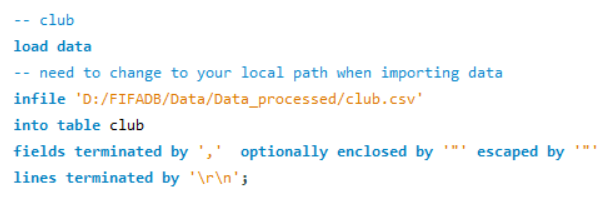 -- club
load data
-- need to change to your local path when importing data
infile 'D:/FIFADB/Data/Data_processed/club.csv'
into table club
fields terminated by ','  optionally enclosed by '"' escaped by '"'
lines terminated by '\r\n';